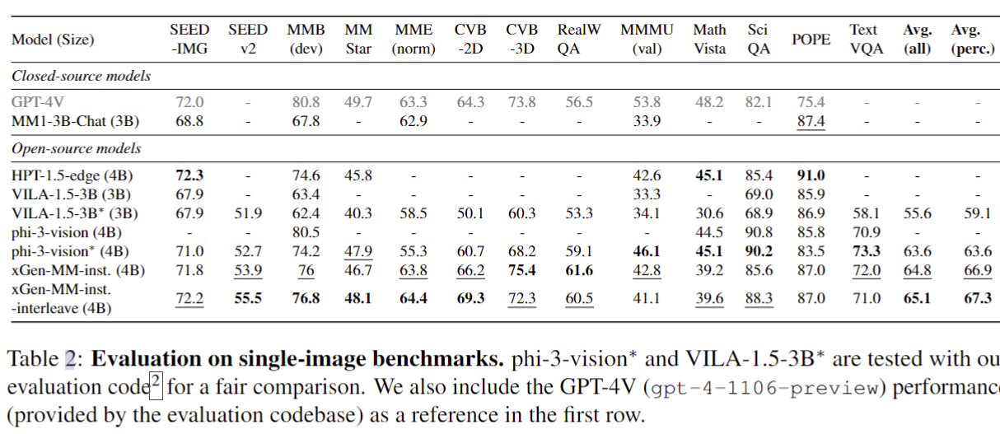 Model (Size) SEED -IMG SEED v2 MMB (dev) MM Star MME (norm) CVB -2D CVB -3D RealW QA MMMU (val) Math Vista Sci QA POPE Text VQA Avg. (all) Avg. (perc.)
Closed-source models
GPT-4V 72.0 - 80.8 49.7 63.3 64.3 73.8 56.5 53.8 48.2 82.1 75.4 - - -
MM1-3B-Chat (3B) 68.8 - 67.8 - 62.9 - - - 33.9 - - 87.4 - - -
Open-source models
HPT-1.5-edge (4B) 72.3 - 74.6 45.8 - - - - 42.6 45.1 85.4 91.0 - - -
VILA-1.5-3B (3B) 67.9 - 63.4 - - - - - 33.3 - 69.0 85.9 - - -
VILA-1.5-3B* (3B) 67.9 51.9 62.4 40.3 58.5 50.1 60.3 53.3 34.1 30.6 68.9 86.9 58.1 55.6 59.1
phi-3-vision (4B) - - 80.5 - - - - - - 44.5 90.8 85.8 70.9 - -
phi-3-vision* (4B) 71.0 52.7 74.2 47.9 55.3 60.7 68.2 59.1 46.1 45.1 90.2 83.5 73.3 63.6 63.6
xGen-MM-inst. (4B) 71.8 53.9 76 46.7 63.8 66.2 75.4 61.6 42.8 39.2 85.6 87.0 72.0 64.8 66.9
xGen-MM-inst.
-interleave (4B) 72.2 55.5 76.8 48.1 64.4 69.3 72.3 60.5 41.1 39.6 88.3 87.0 71.0 65.1 67.3
Table 2: Evaluation on single-image benchmarks. phi-3-vision* and VILA-1.5-3B* are tested with ou
evaluation code2 for a fair comparison. We also include the GPT-4V (gpt-4-1106-preview) performance
(provided by the evaluation codebase) as a reference in the first row.